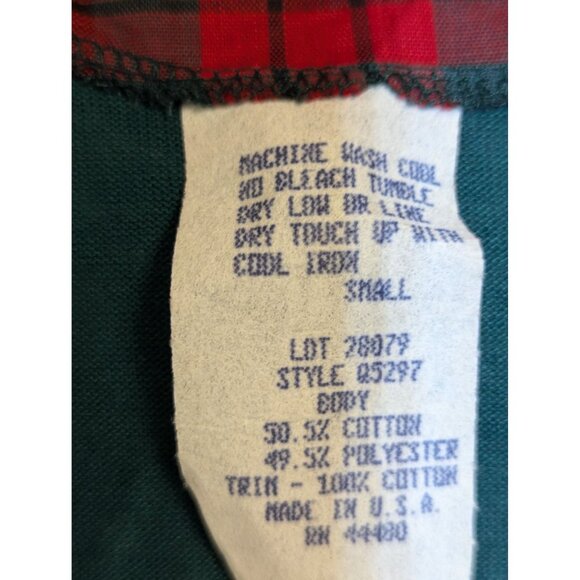 MACHINE WASH COOL
NO BLEACH TUMBLE
DRY LOW OR LINE
DRY TOUCH UP WITH
COOL IRON
SMALL
LOT 28079
STYLE Q5297
BODY
50.5% COTTON
49.5% POLYESTER
TRIM - 100% COTTON
MADE IN U.S.A.
RN 44480